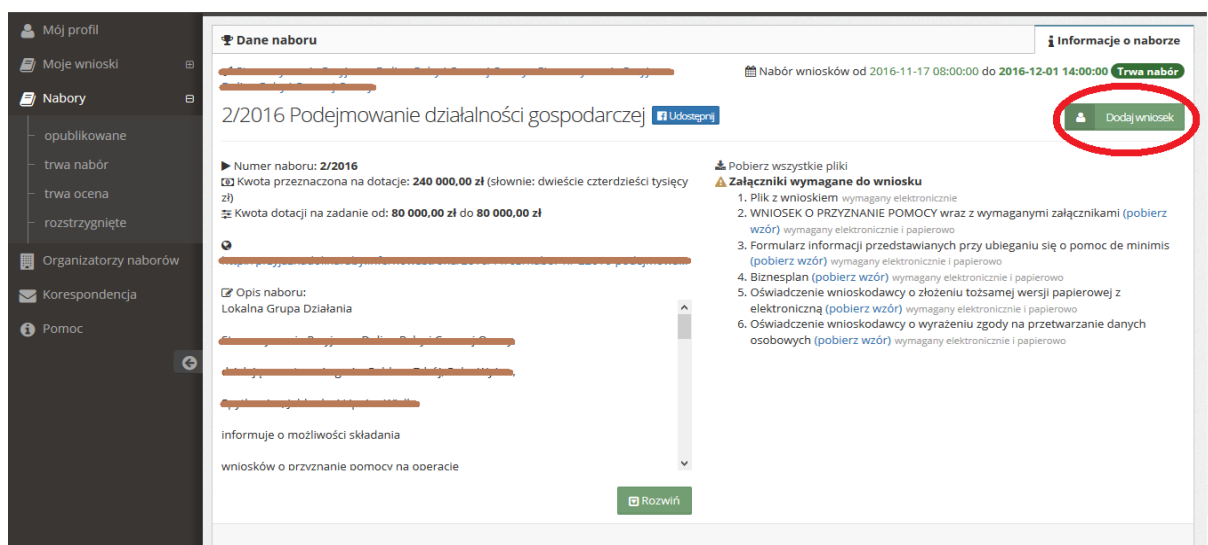 Mój profil
Moje wnioski
Nabory
opublikowane
trwa nabór
trwa ocena
rozstrzygnięte
Organizatorzy naborów
Korespondencja
Pomoc
Dane naboru
Informacje o naborze
Nabór wniosków od 2016-11-17 08:00:00 do 2016-12-01 14:00:00 Trwa nabór
2/2016 Podejmowanie działalności gospodarczej Udostępnij
Dodaj wniosek
Numer naboru: 2/2016
Kwota przeznaczona na dotacje: 240 000,00 zł (słownie: dwieście czterdzieści tysięcy
zł)
Kwota dotacji na zadanie od: 80 000,00 zł do 80 000,00 zł
Opis naboru:
Lokalna Grupa Działania
informuje o możliwości składania
wniosków o przyznanie pomocy na operacje
Rozwiń
Pobierz wszystkie pliki
Załączniki wymagane do wniosku
1. Plik z wnioskiem wymagany elektronicznie
2. WNIOSEK O PRZYZNANIE POMOCY wraz z wymaganymi załącznikami (pobierz
wzór) wymagany elektronicznie i papierowo
3. Formularz informacji przedstawianych przy ubieganiu się o pomoc de minimis
(pobierz wzór) wymagany elektronicznie i papierowo
4. Biznesplan (pobierz wzór) wymagany elektronicznie i papierowo
5. Oświadczenie wnioskodawcy o złożeniu tożsamej wersji papierowej z
elektroniczną (pobierz wzór) wymagany elektronicznie i papierowo
6. Oświadczenie wnioskodawcy o wyrażeniu zgody na przetwarzanie danych
osobowych (pobierz wzór) wymagany elektronicznie i papierowo